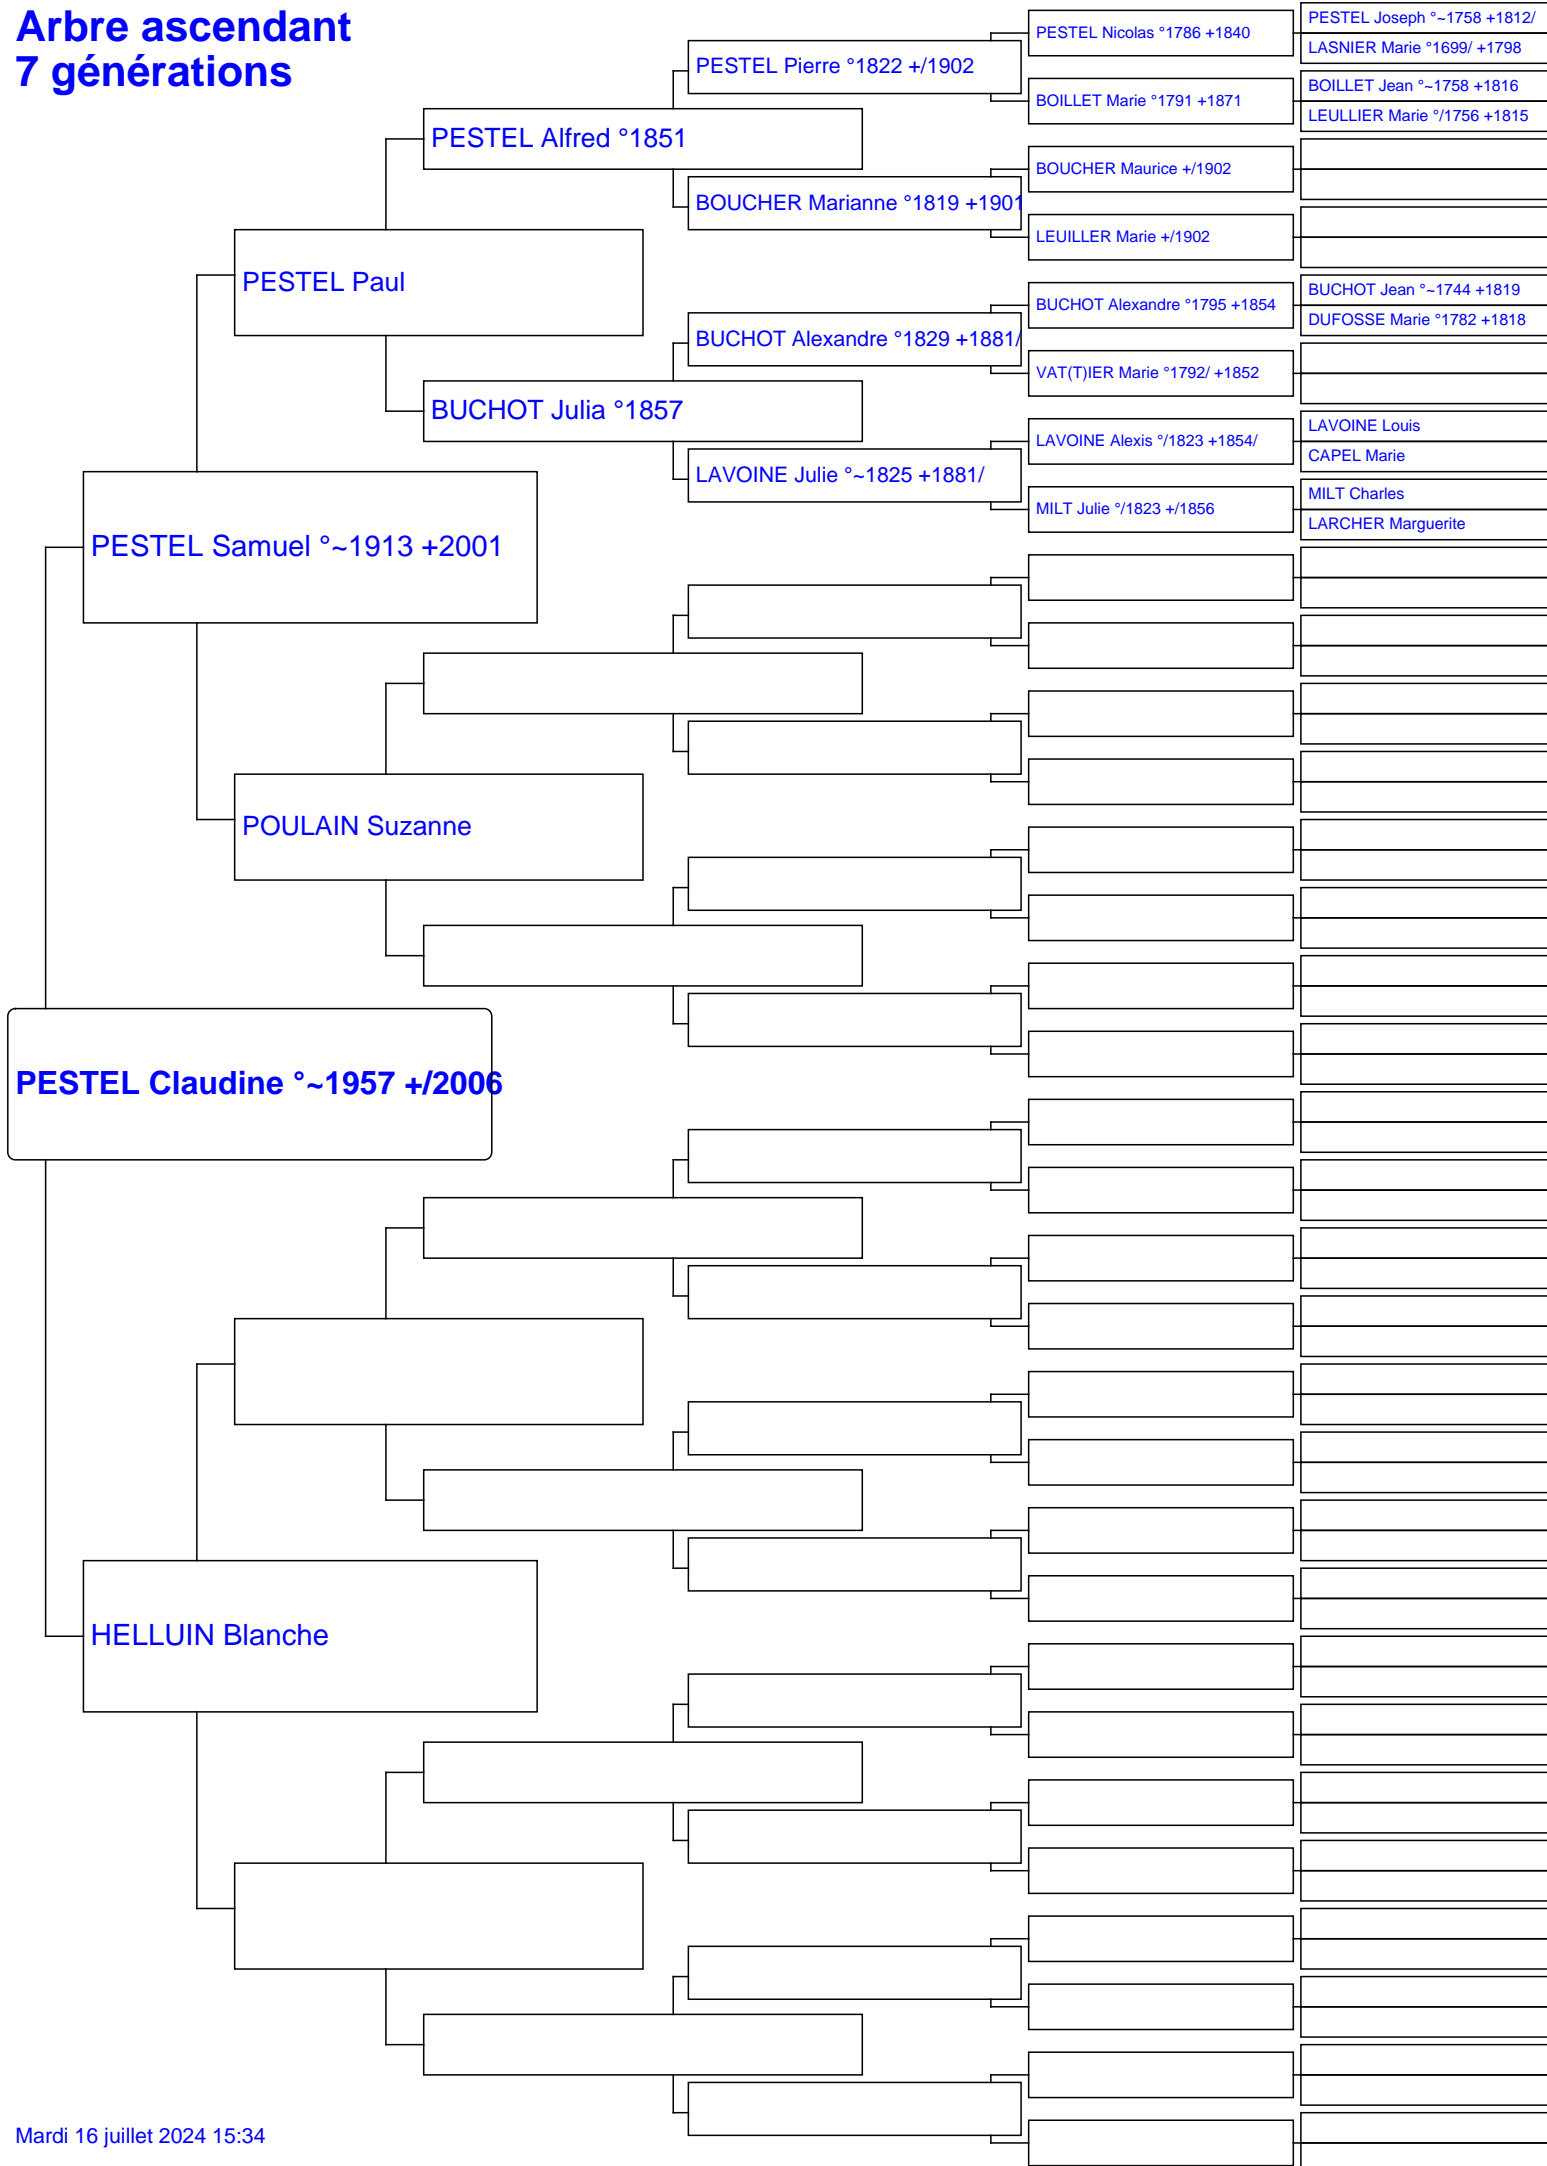 Arbre ascendant
7 générations
PESTEL Joseph °~1758 +1812/
LASNIER Marie °1699/ +1798
PESTEL Nicolas °1786 +1840
PESTEL Pierre °1822 +/1902
BOILLET Jean °~1758 +1816
BOILLET Marie °1791 +1871
LEULLIER Marie °/1756 +1815
PESTEL Alfred °1851
BOUCHER Maurice +/1902
BOUCHER Marianne °1819 +1901
LEUILLER Marie +/1902
PESTEL Paul
BUCHOT Jean °~1744 +1819
BUCHOT Alexandre °1795 +1854
DUFOSSE Marie °1782 +1818
BUCHOT Alexandre °1829 +1881/
VAT(T)IER Marie °1792/ +1852
BUCHOT Julia °1857
LAVOINE Louis
LAVOINE Alexis °/1823 +1854/
CAPEL Marie
LAVOINE Julie °~1825 +1881/
MILT Charles
MILT Julie °/1823 +/1856
LARCHER Marguerite
PESTEL Samuel °~1913 +2001
POULAIN Suzanne
PESTEL Claudine °~1957 +/2006
HELLUIN Blanche
Mardi 16 juillet 2024 15:34